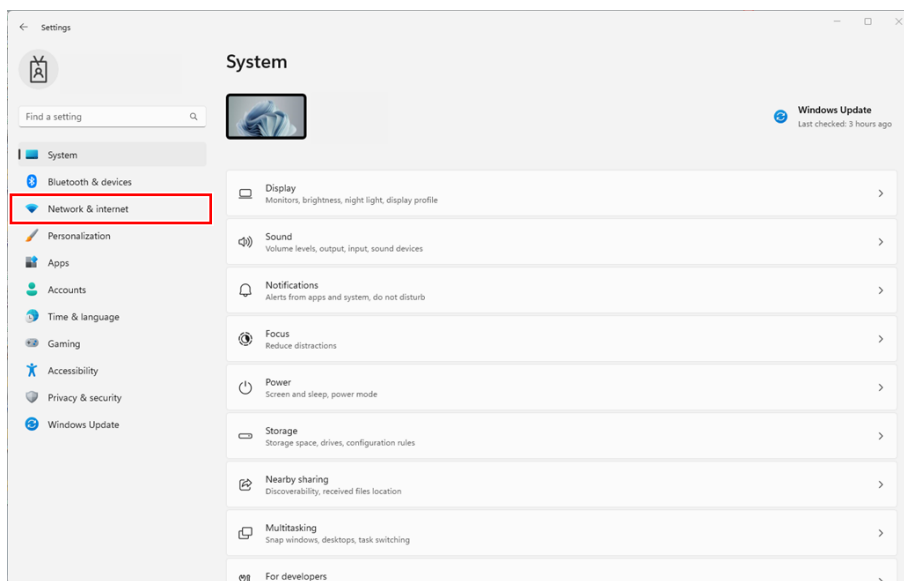 Settings
Find a setting
System
Bluetooth & devices
Network & internet
Personalization
Apps
Accounts
Time & language
Gaming
Accessibility
Privacy & security
Windows Update
System
Windows Update
Last checked: 3 hours ago
Display
Monitors, brightness, night light, display profile
Sound
Volume levels, output, input, sound devices
Notifications
Alerts from apps and system, do not disturb
Focus
Reduce distractions
Power
Screen and sleep, power mode
Storage
Storage space, drives, configuration rules
Nearby sharing
Discoverability, received files location
Multitasking
Snap windows, desktops, task switching
For developers